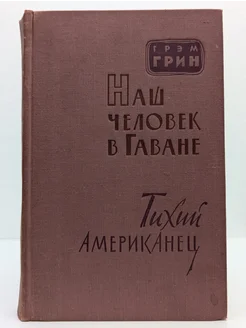 ГРЭМ
ГРИН
НАШ
ЧЕЛОВЕК
В ГАВАНЕ
Тихий
АМЕРИКАНЕЦ